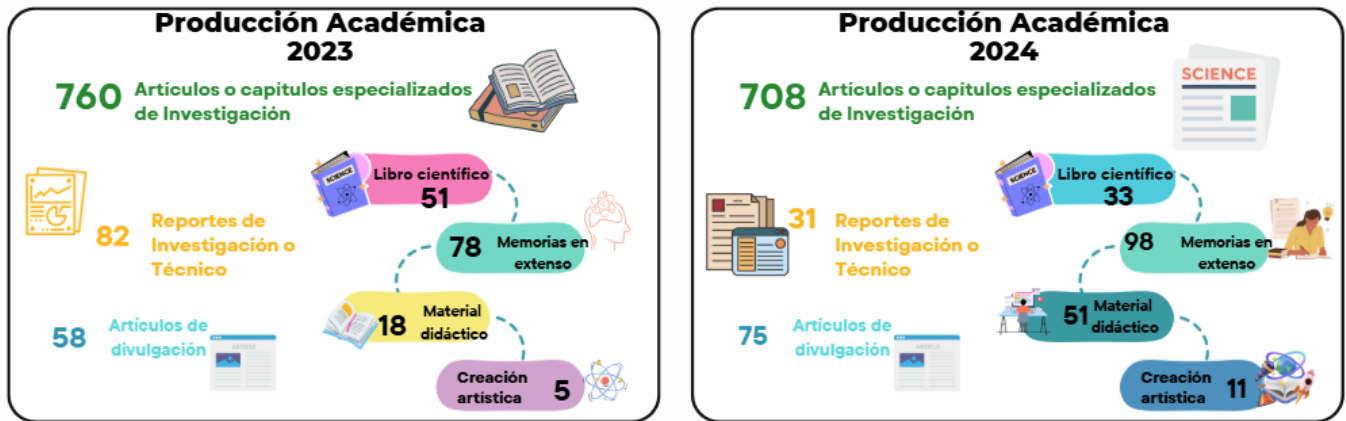 Producción Académica
2023
760 Artículos o capítulos especializados
de Investigación
SCIENCE
Libro científico
51
82 Reportes de
Investigación o
Técnico
78 Memorias en
extenso
18 Material
didáctico
58 Artículos de
divulgación
ARTICLE
Creación
artística 5
Producción Académica
2024
708 Artículos o capítulos especializados
de Investigación
SCIENCE
SCIENCE
Libro científico
33
31 Reportes de
Investigación o
Técnico
98 Memorias en
extenso
51 Material
didáctico
75 Artículos de
divulgación
ARTICLE
Creación
artística 11